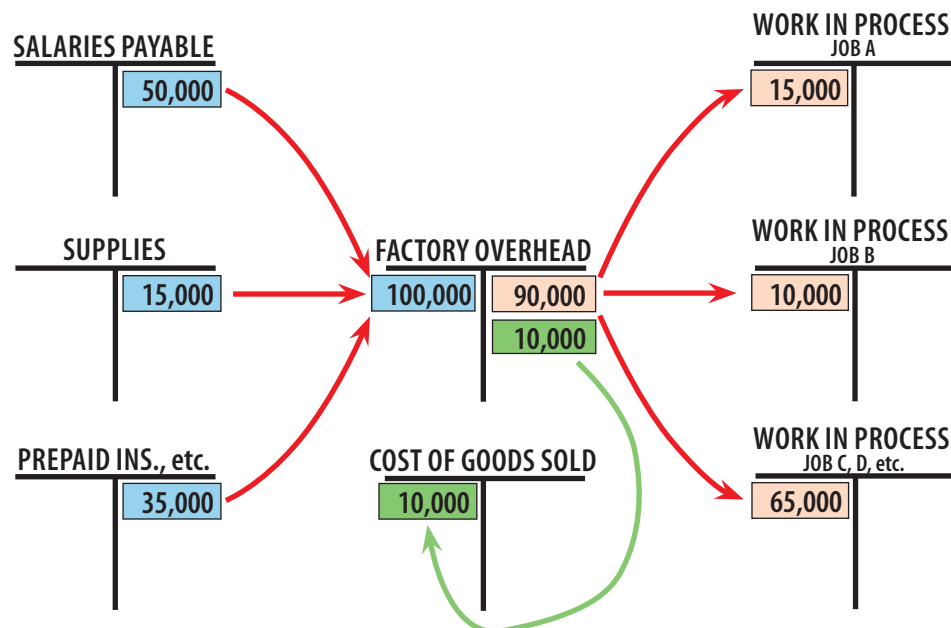 SALARIES PAYABLE
50,000
SUPPLIES
15,000
PREPAID INS., etc.
35,000
FACTORY OVERHEAD
100,000
90,000
10,000
COST OF GOODS SOLD
10,000
WORK IN PROCESS
JOB A
15,000
WORK IN PROCESS
JOB B
10,000
WORK IN PROCESS
JOB C, D, etc.
65,000